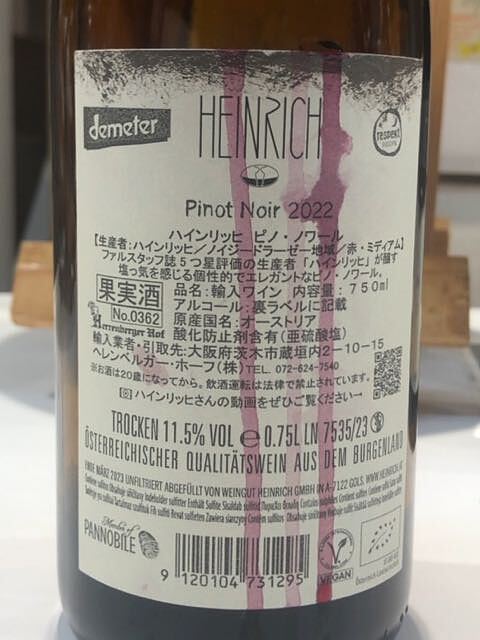 demeter
HEINRICH
respekt
BIODYN
Pinot Noir 2022
ハインリッヒ ピノ・ノワール
【生産者:ハインリッヒ/ノイジードラーゼー地域/赤・ミディアム】
ファルスタッフ誌5つ星評価の生産者「ハインリッヒ」が醸す
塩っ気を感じる個性的でエレガントなピノ・ノワール。
果実酒
No.0362
品名:輸入ワイン 内容量:750ml
アルコール:裏ラベルに記載
原産国名:オーストリア
Herrenberger Hof
酸化防止剤含有(亜硫酸塩)
輸入業者・引取先:大阪府茨木市蔵垣内2-10-15
ヘレンベルガー・ホーフ(株) TEL 072-624-7540
※お酒は20歳になってから。飲酒運転は法律で禁止されています。
ハインリッヒさんの動画をぜひご覧ください→
TROCKEN 11.5% VOL e 0.75L LN 7535/23
ÖSTERREICHISCHER QUALITÄTSWEIN AUS DEM BURGENLAND
ENDE MÄRZ 2023 UNFILTRIERT ABGEFÜLLT VON WEINGUT HEINRICH GMBH IN A-7122 GOLS. WWW.HEINRICH.AT
Member of
PANNOBILE
9 120104 731295
VEGAN